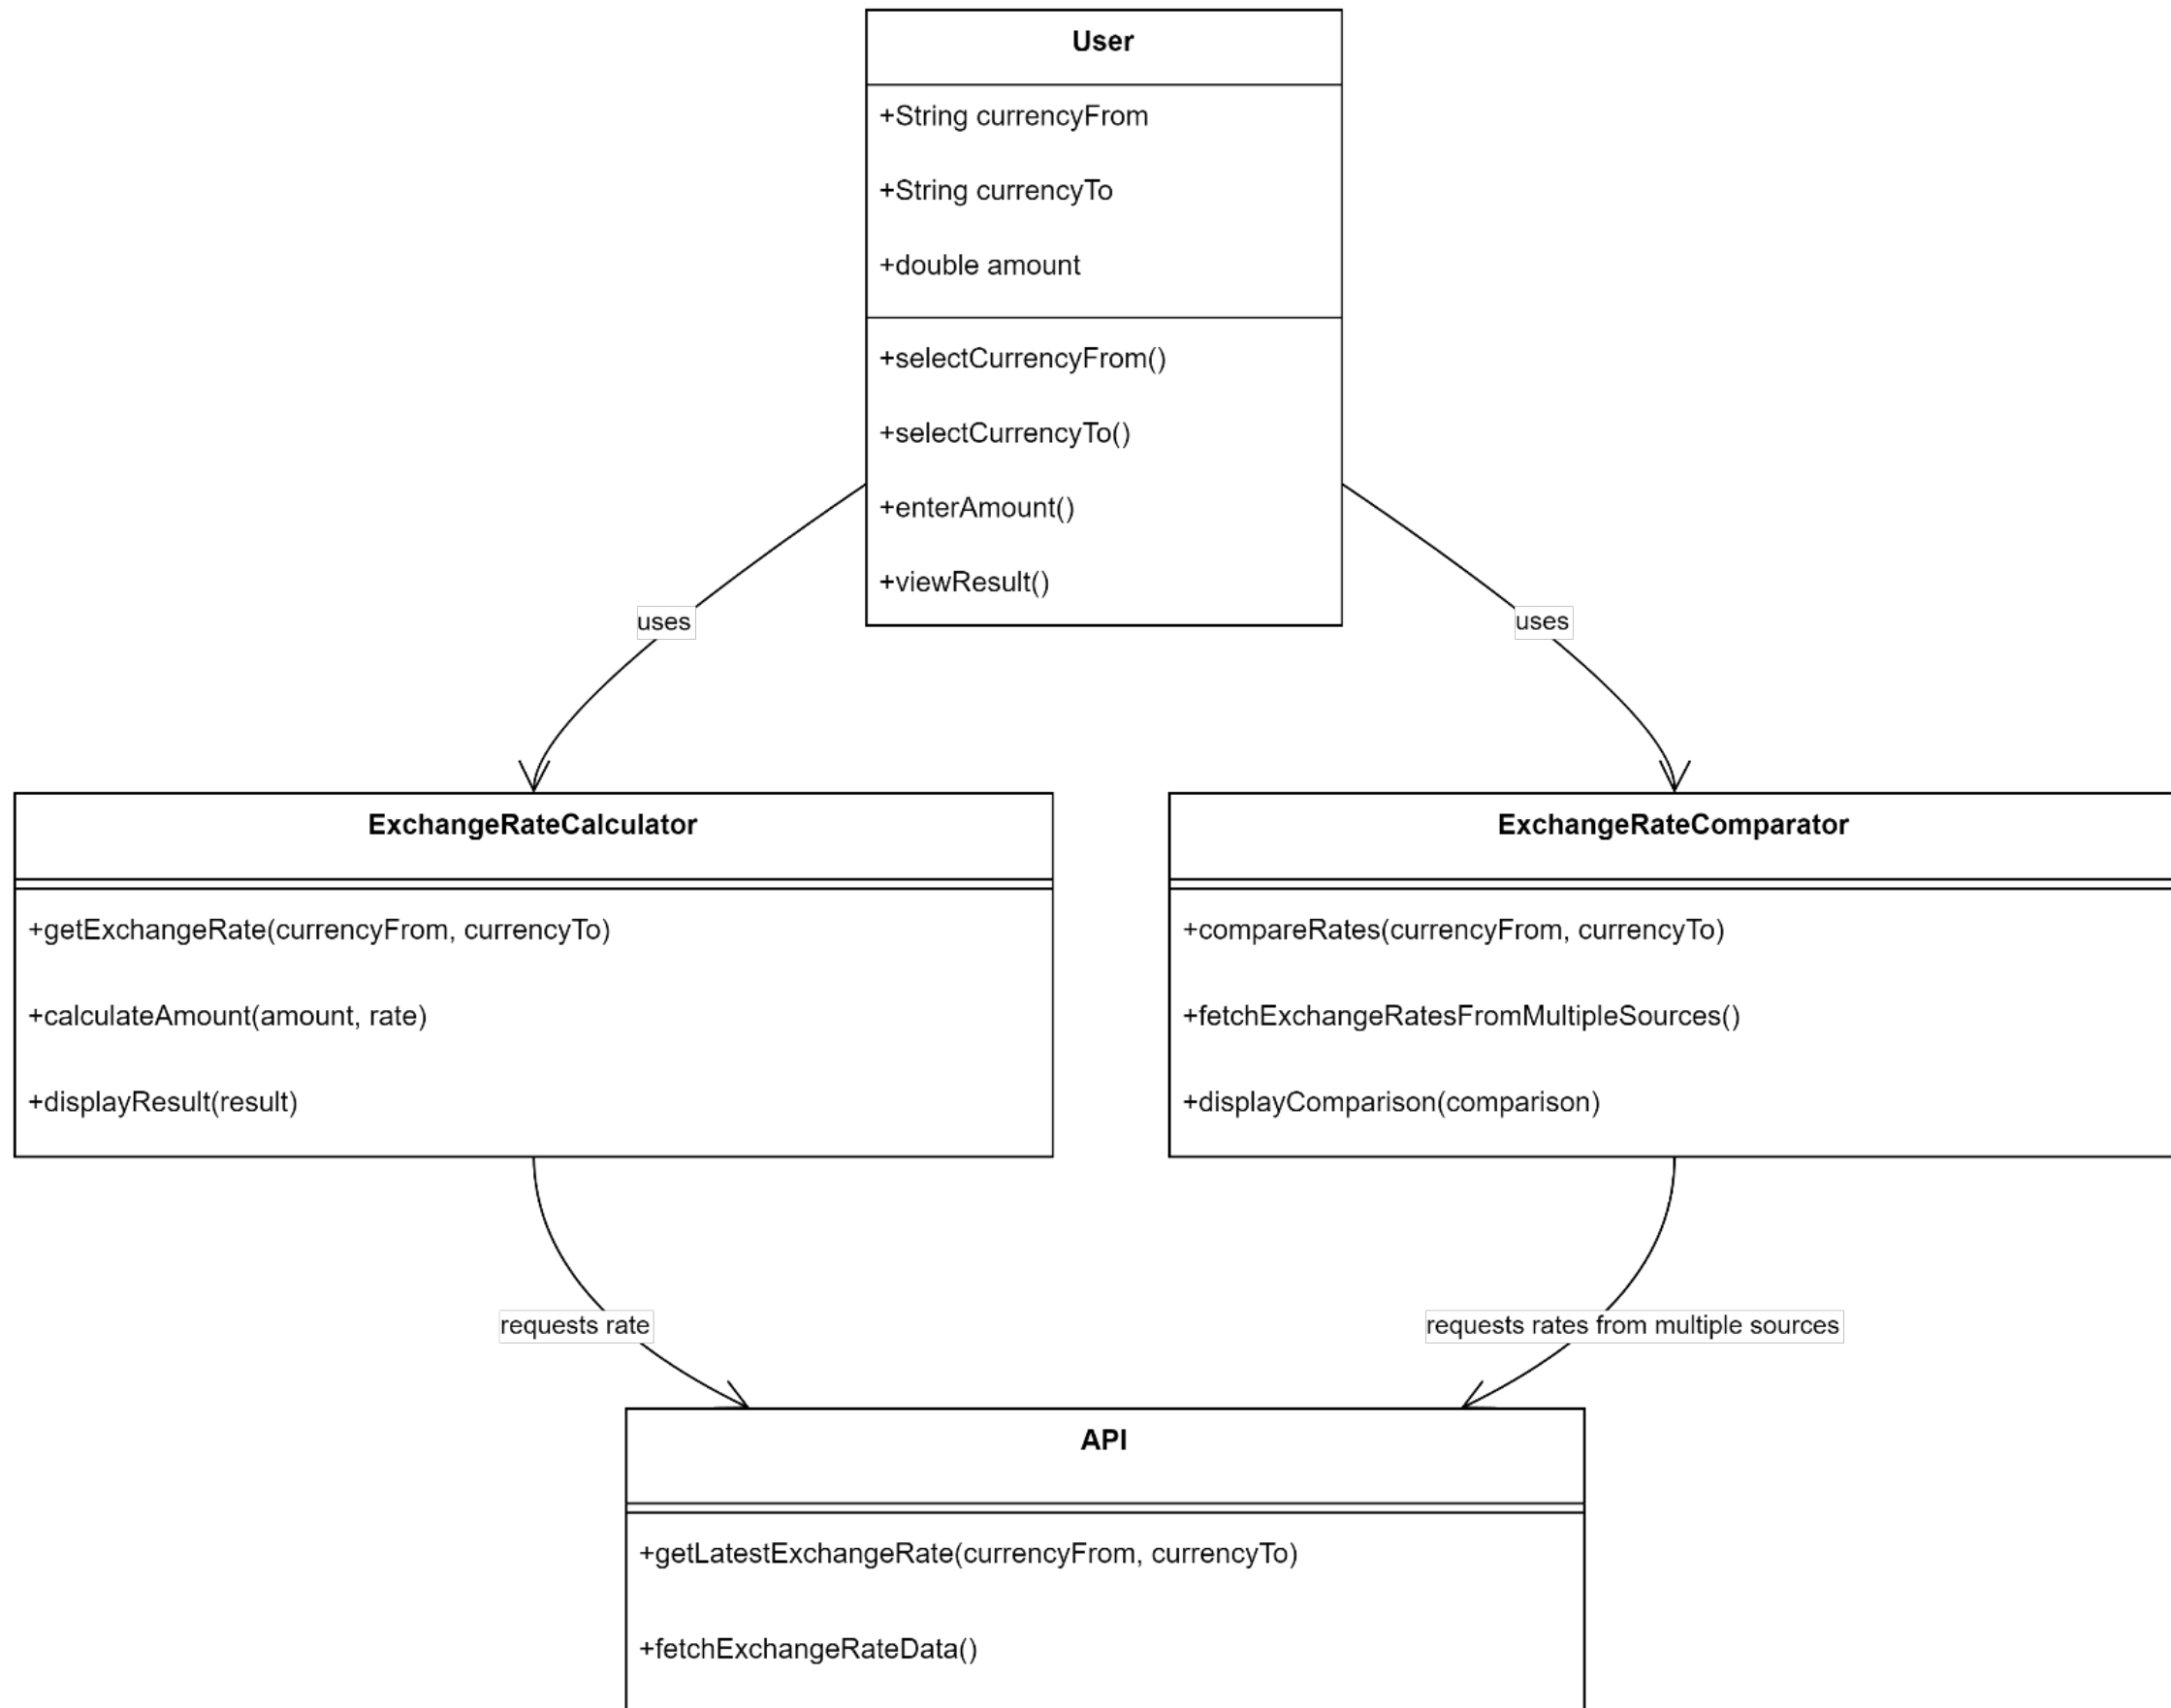 User
+String currencyFrom
+String currencyTo
+double amount
+selectCurrencyFrom()
+selectCurrencyTo()
+enterAmount()
+viewResult()
uses
uses
ExchangeRateCalculator
+getExchangeRate(currencyFrom, currencyTo)
+calculateAmount(amount, rate)
+displayResult(result)
ExchangeRateComparator
+compareRates(currencyFrom, currencyTo)
+fetchExchangeRatesFromMultipleSources()
+displayComparison(comparison)
requests rate
requests rates from multiple sources
API
+getLatestExchangeRate(currencyFrom, currencyTo)
+fetchExchangeRateData()